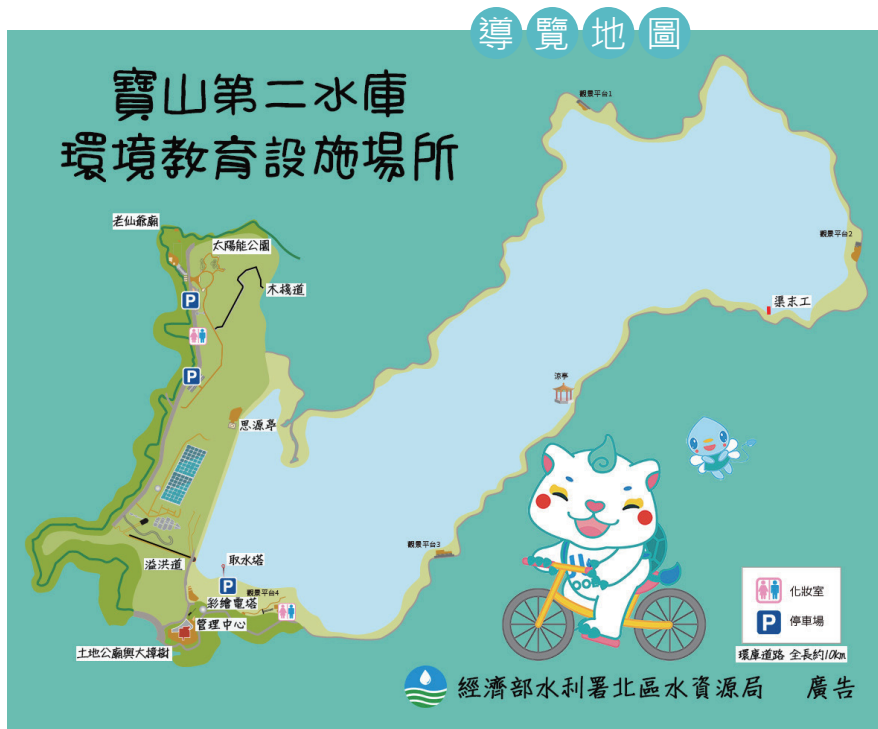 導覽地圖
寶山第二水庫
環境教育設施場所
觀景平台1
老仙爺廟
太陽能公園
觀景平台2
木棧道
P
渠末工
P
涼亭
思源亭
觀景平台3
溢洪道
取水塔
P
觀景平台4
彩繪電塔
管理中心
土地公廟與大樟樹
化妝室
P
停車場
環庫道路 全長約10km
經濟部水利署北區水資源局
廣告